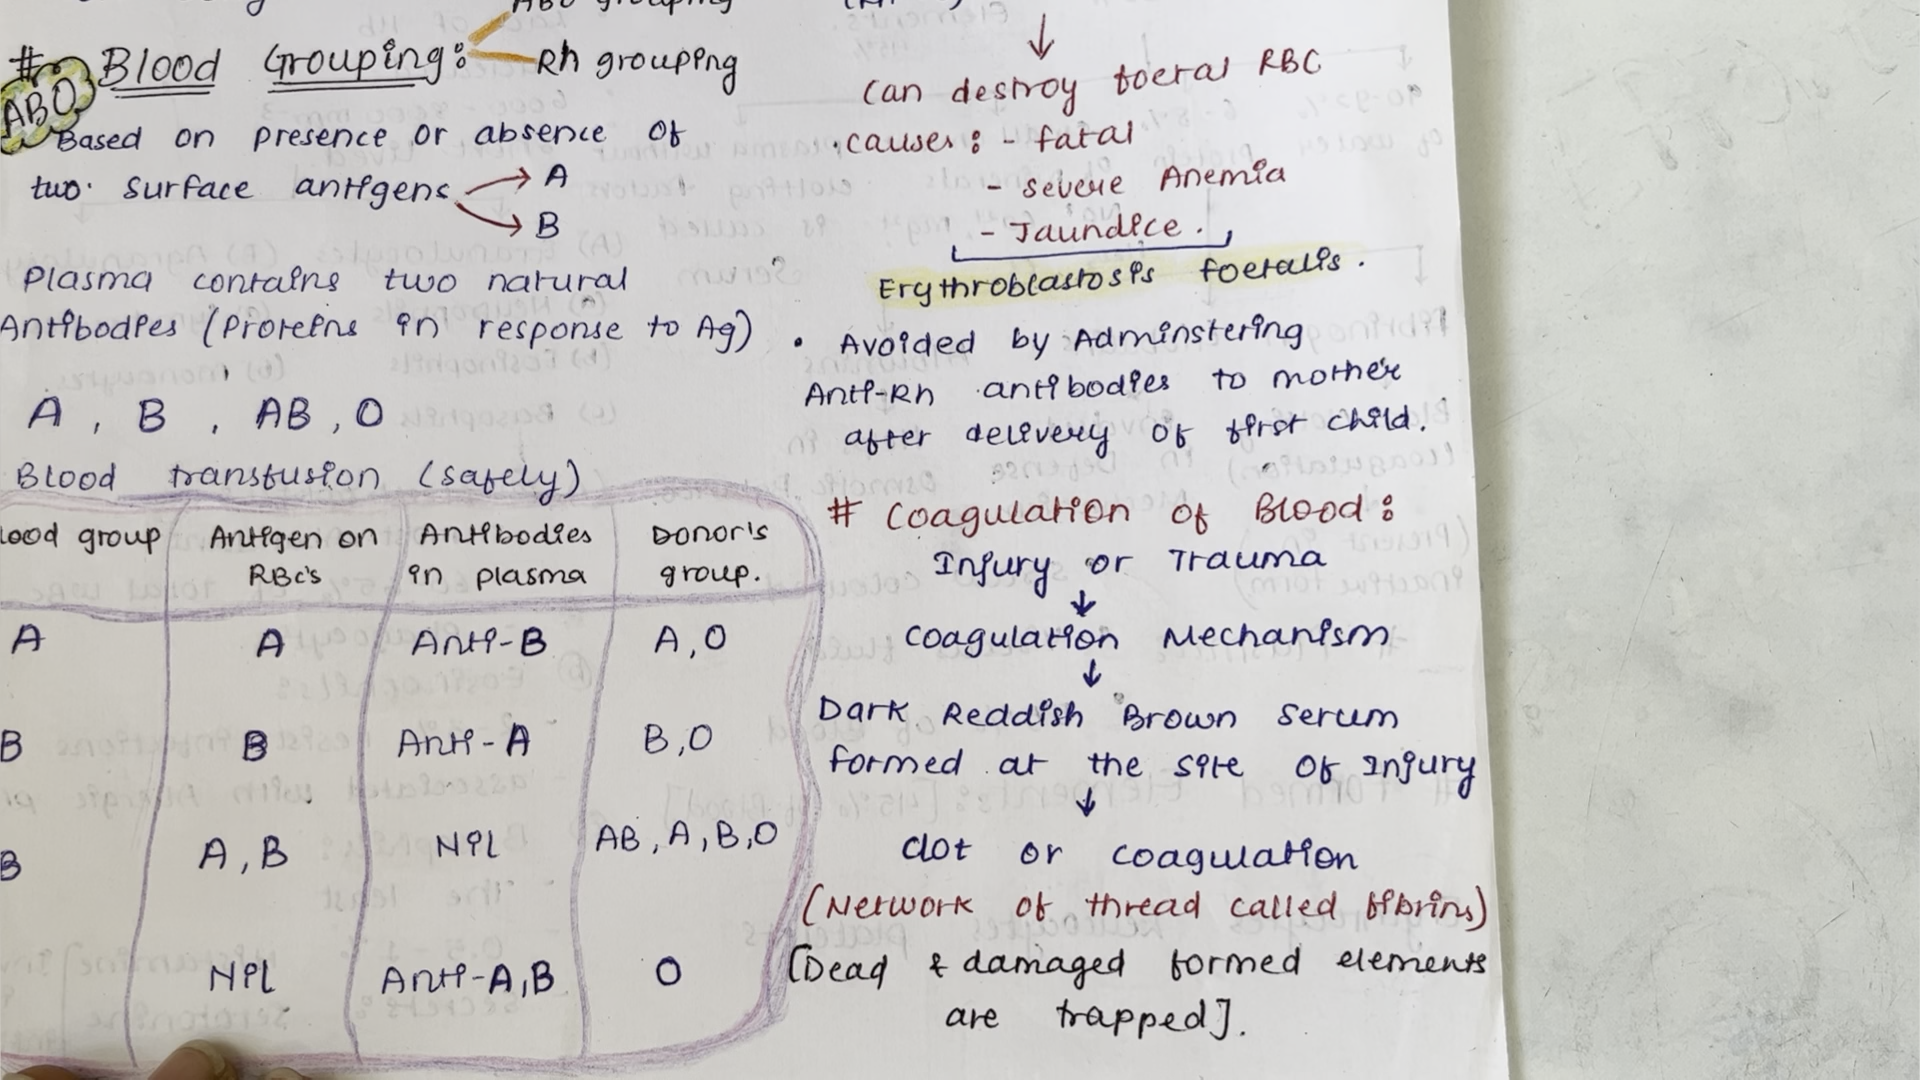 # Blood Grouping:
Rh grouping
ABO
Based on presence or absence of
two surface antigens
A
B
Plasma contains two natural
Antibodies (Proteins in response to Ag)
A, B, AB, O
Blood transfusion (safely)
group Antigen on RBC's Antibodies in plasma Donor's group.
A A Anti-B A,O
B B Anti-A B,O
B A,B Nil AB,A,B,O
Nil Anti-A,B O
Can destroy foetal RBC
causes: - fatal
- severe Anemia
- Jaundice.
Erythroblastosis foetalis.
• Avoided by Adminstering
Anti-Rh antibodies to mother
after delivery of first child.
# Coagulation of Blood:
Injury or Trauma
Coagulation Mechanism
Dark Reddish Brown Serum
formed at the site of Injury
clot or coagulation
(Network of thread called fibrins)
[Dead & damaged formed elements
are trapped].